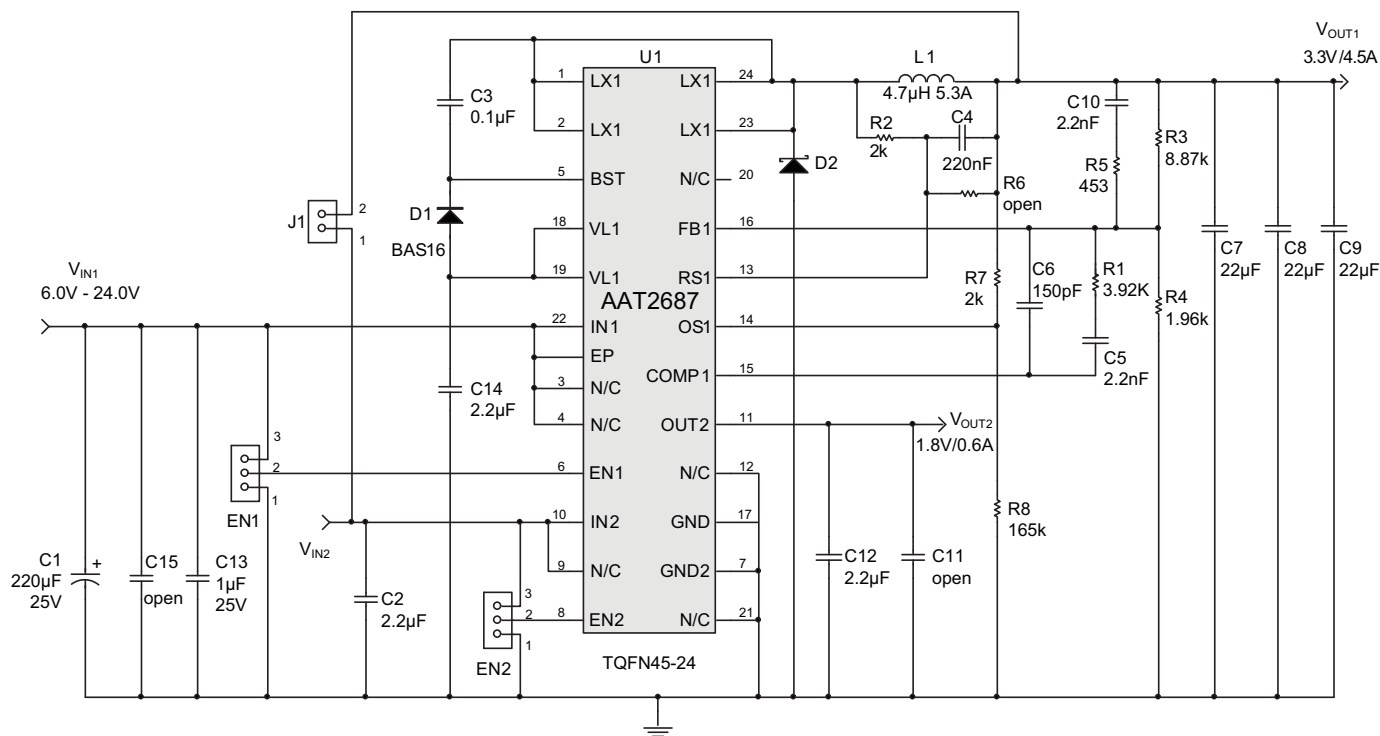 U1
L1
V_OUT1
3.3V/4.5A
1 LX1
LX1 24
4.7μH 5.3A
C3
0.1μF
C10
2.2nF
2 LX1
LX1 23
R2
2k
C4
220nF
R3
8.87k
D2
R5
453
5 BST
N/C 20
R6
open
J1
2
1
D1
BAS16
18 VL1
FB1 16
C7
22μF
C8
22μF
C9
22μF
V_IN1
6.0V - 24.0V
19 VL1
RS1 13
R7
2k
C6
150pF
R1
3.92K
AAT2687
R4
1.96k
22 IN1
OS1 14
EP
C5
2.2nF
COMP1 15
C14
2.2μF
3 N/C
4 N/C
OUT2 11
V_OUT2
1.8V/0.6A
3
2
1
EN1
6 EN1
N/C 12
V_IN2
10 IN2
GND 17
R8
165k
C1
220μF
25V
+
C15
open
C13
1μF
25V
C12
2.2μF
C11
open
9 N/C
GND2 7
C2
2.2μF
3
2
1
EN2
8 EN2
N/C 21
TQFN45-24